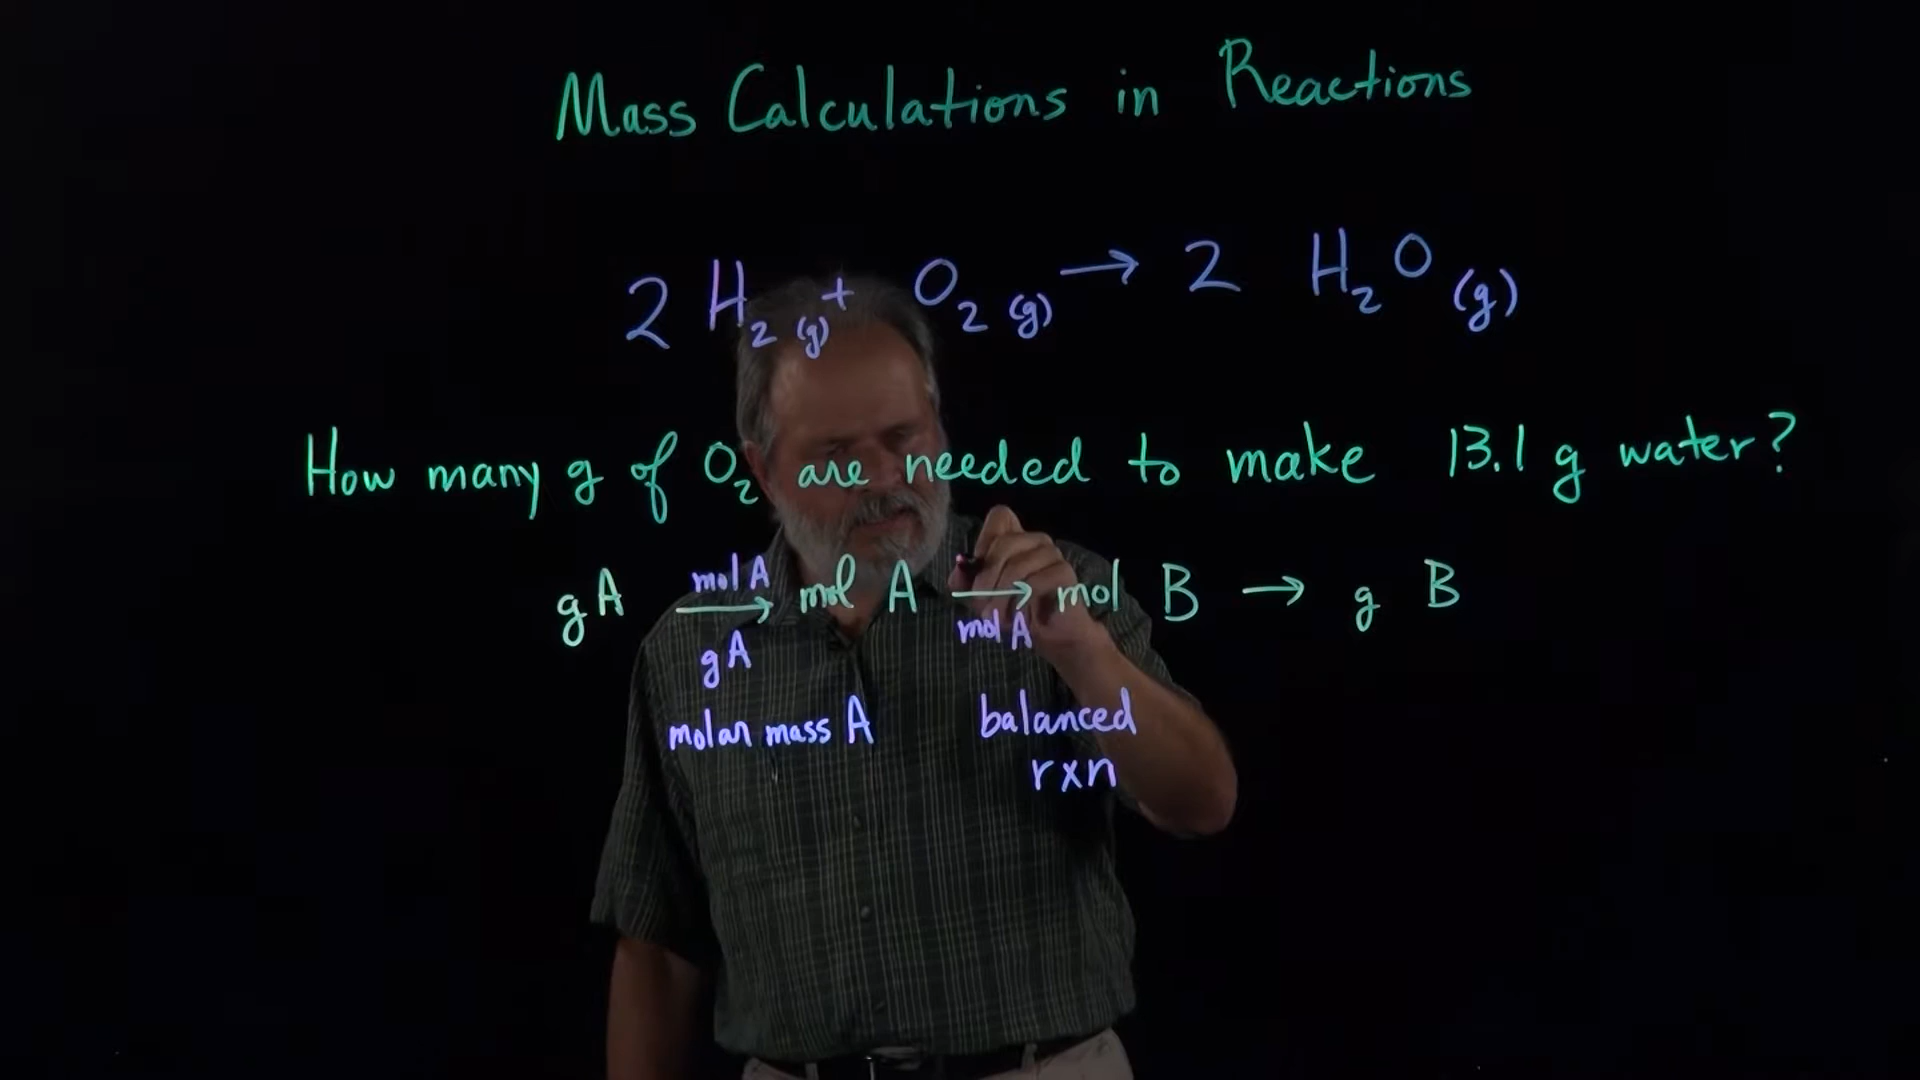 Mass Calculations in Reactions
2 H2 (g) + O2 (g) → 2 H2O (g)
How many g of O2 are needed to make 13.1 g water?
mol A
g A → mol A → mol B → g B
g A mol A
molar mass A balanced
rxn